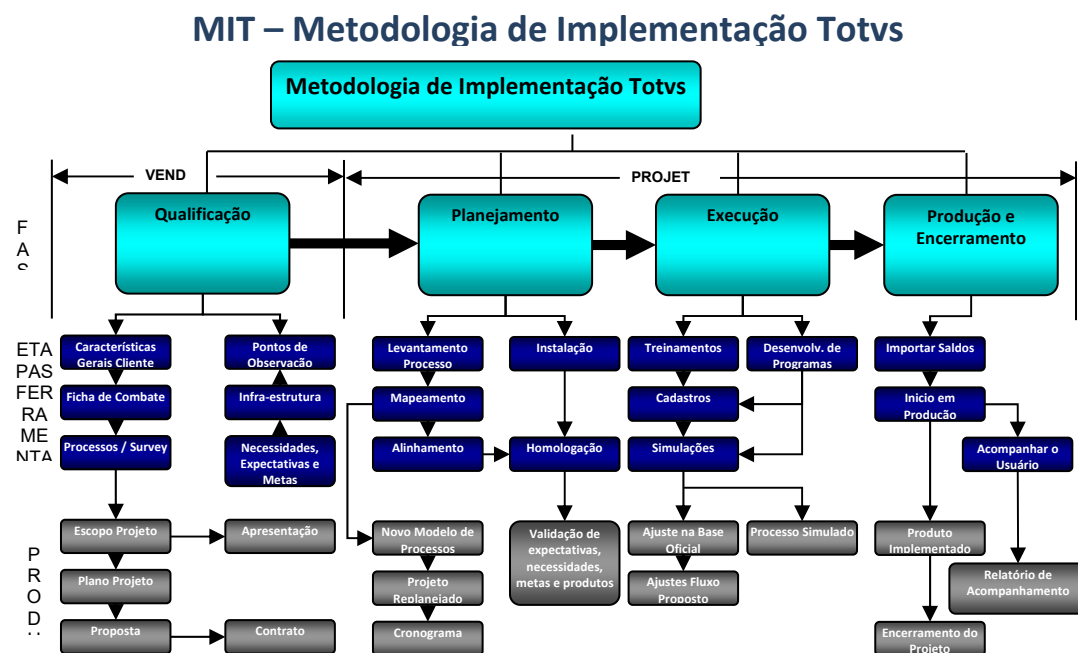 MIT – Metodologia de Implementação Totvs
Metodologia de Implementação Totvs
VEND
PROJET
F
A
S
Qualificação
Planejamento
Execução
Produção e
Encerramento
ETA
PAS
FER
RA
ME
NTA
Características
Gerais Cliente
Pontos de
Observação
Levantamento
Processo
Instalação
Treinamentos
Desenvolv. de
Programas
Importar Saldos
Ficha de Combate
Infra-estrutura
Mapeamento
Cadastros
Inicio em
Produção
Processos / Survey
Necessidades,
Expectativas e
Metas
Alinhamento
Homologação
Simulações
Acompanhar o
Usuário
P
R
O
D
Escopo Projeto
Apresentação
Novo Modelo de
Processos
Validação de
expectativas,
necessidades,
metas e produtos
Ajuste na Base
Oficial
Processo Simulado
Produto
Implementado
Plano Projeto
Projeto
Replanejado
Ajustes Fluxo
Proposto
Relatório de
Acompanhamento
Proposta
Contrato
Cronograma
Encerramento do
Projeto